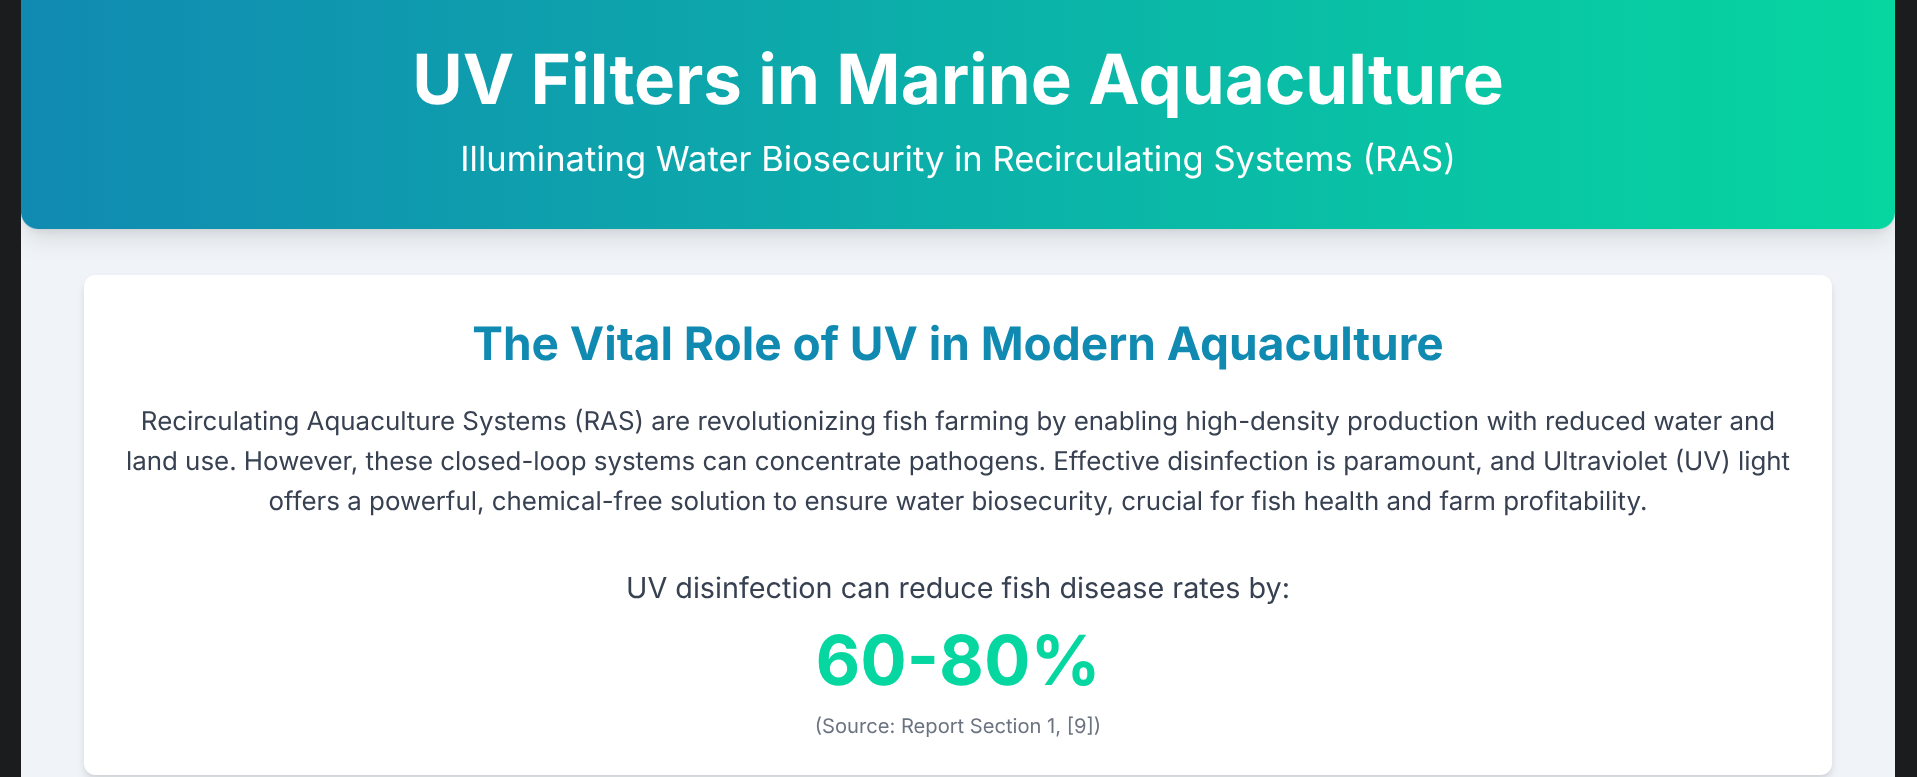 UV Filters in Marine Aquaculture
Illuminating Water Biosecurity in Recirculating Systems (RAS)
The Vital Role of UV in Modern Aquaculture
Recirculating Aquaculture Systems (RAS) are revolutionizing fish farming by enabling high-density production with reduced water and
land use. However, these closed-loop systems can concentrate pathogens. Effective disinfection is paramount, and Ultraviolet (UV) light
offers a powerful, chemical-free solution to ensure water biosecurity, crucial for fish health and farm profitability.
UV disinfection can reduce fish disease rates by:
60-80%
(Source: Report Section 1, [9])